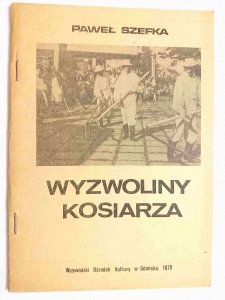 PAWEŁ SZEFKA
WYZWOLINY
KOSIARZA
Wojewódzki Ośrodek Kultury w Gdańsku 1979